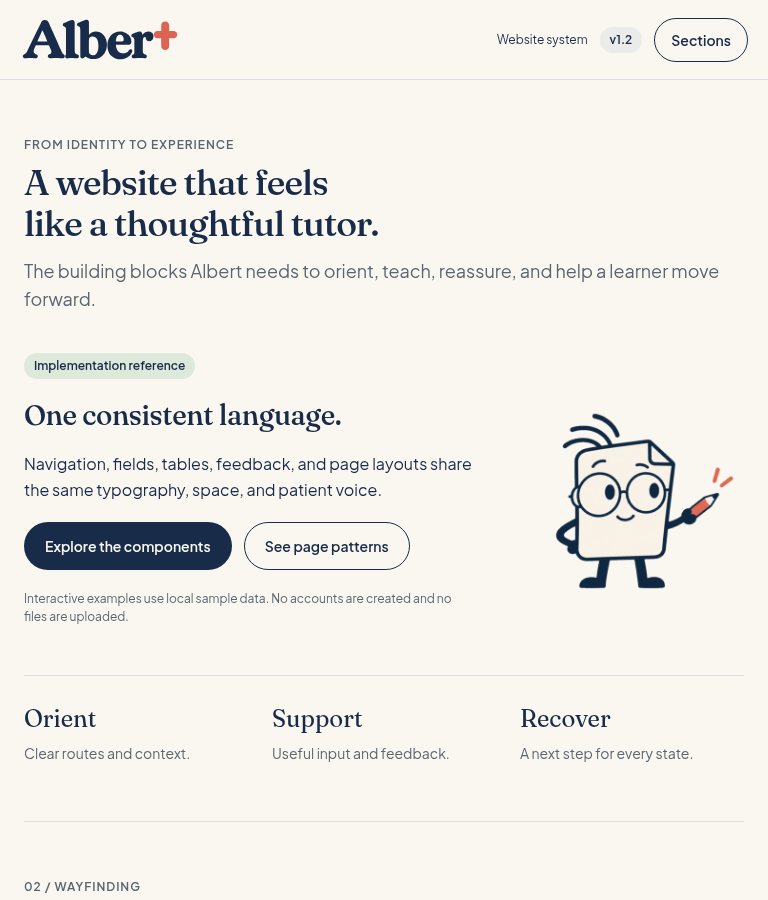 Albert
Website system
v1.2
Sections
FROM IDENTITY TO EXPERIENCE
A website that feels
like a thoughtful tutor.
The building blocks Albert needs to orient, teach, reassure, and help a learner move
forward.
Implementation reference
One consistent language.
Navigation, fields, tables, feedback, and page layouts share
the same typography, space, and patient voice.
Explore the components
See page patterns
Interactive examples use local sample data. No accounts are created and no
files are uploaded.
Orient
Support
Recover
Clear routes and context.
Useful input and feedback.
A next step for every state.
02 / WAYFINDING